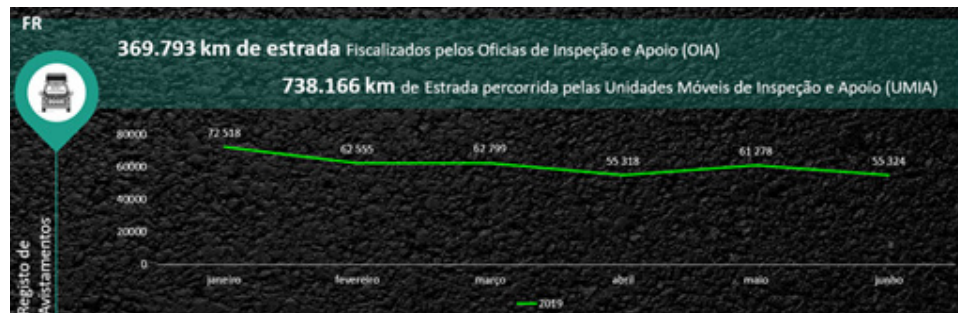 FR
369.793 km de estrada Fiscalizados pelos Oficias de Inspeção e Apoio (OIA)
738.166 km de Estrada percorrida pelas Unidades Móveis de Inspeção e Apoio (UMIA)
Registo de
Avistamentos
80000
60000
40000
20000
0
72 518
62 555
62 799
55 318
61 278
55 324
janeiro
fevereiro
março
abril
maio
junho
2019